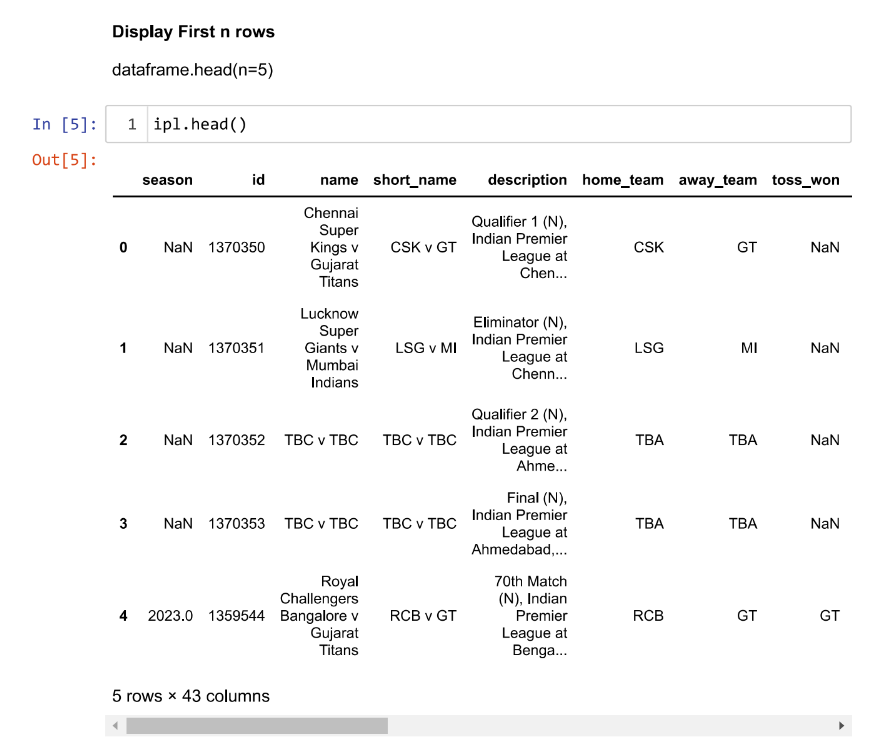 Display First n rows
dataframe.head(n=5)
In [5]: 1 ipl.head()
Out[5]:
season id name short_name description home_team away_team toss_won
Chennai
Super
Kings v
Gujarat
Titans
Qualifier 1 (N),
Indian Premier
League at
Chen...
0 NaN 1370350 CSK v GT CSK GT NaN
Lucknow
Super
Giants v
Mumbai
Indians
Eliminator (N),
Indian Premier
League at
Chenn...
1 NaN 1370351 LSG v MI LSG MI NaN
Qualifier 2 (N),
Indian Premier
League at
Ahme...
2 NaN 1370352 TBC v TBC TBC v TBC TBA TBA NaN
Final (N),
Indian Premier
League at
Ahmedabad,...
3 NaN 1370353 TBC v TBC TBC v TBC TBA TBA NaN
Royal
Challengers
Bangalore v
Gujarat
Titans
70th Match
(N), Indian
Premier
League at
Benga...
4 2023.0 1359544 RCB v GT RCB GT GT
5 rows × 43 columns